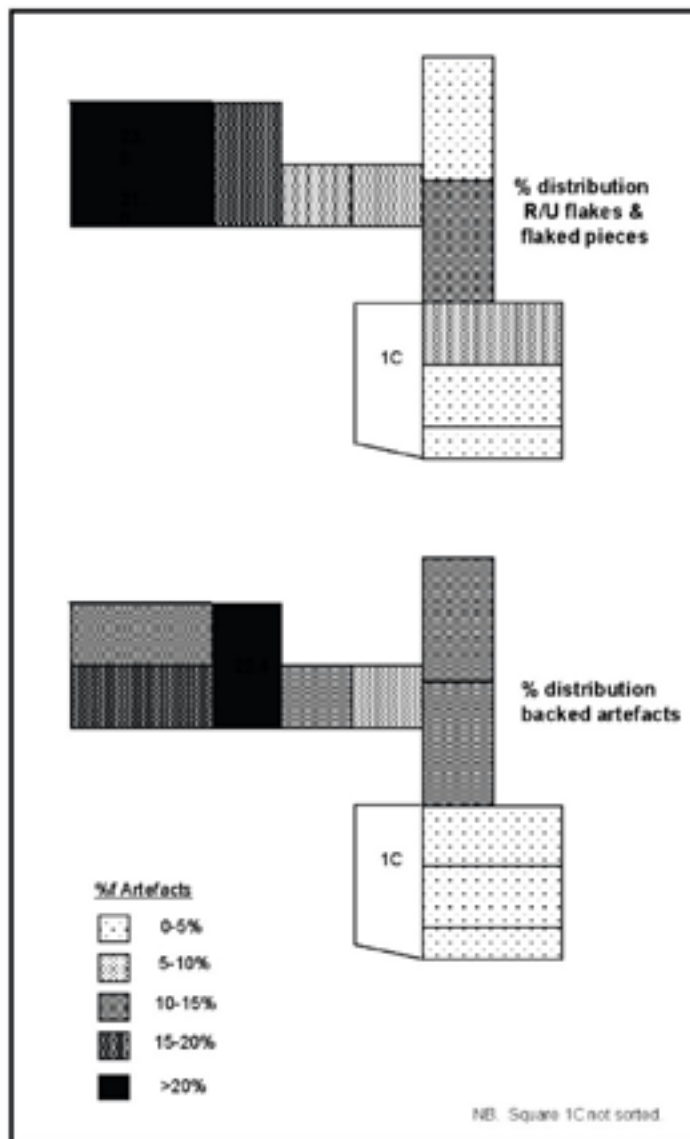 % distribution
R/U flakes &
flaked pieces
1C
% distribution
backed artefacts
1C
%f Artefacts
0-5%
5-10%
10-15%
15-20%
>20%
NB. Square 1C not sorted.